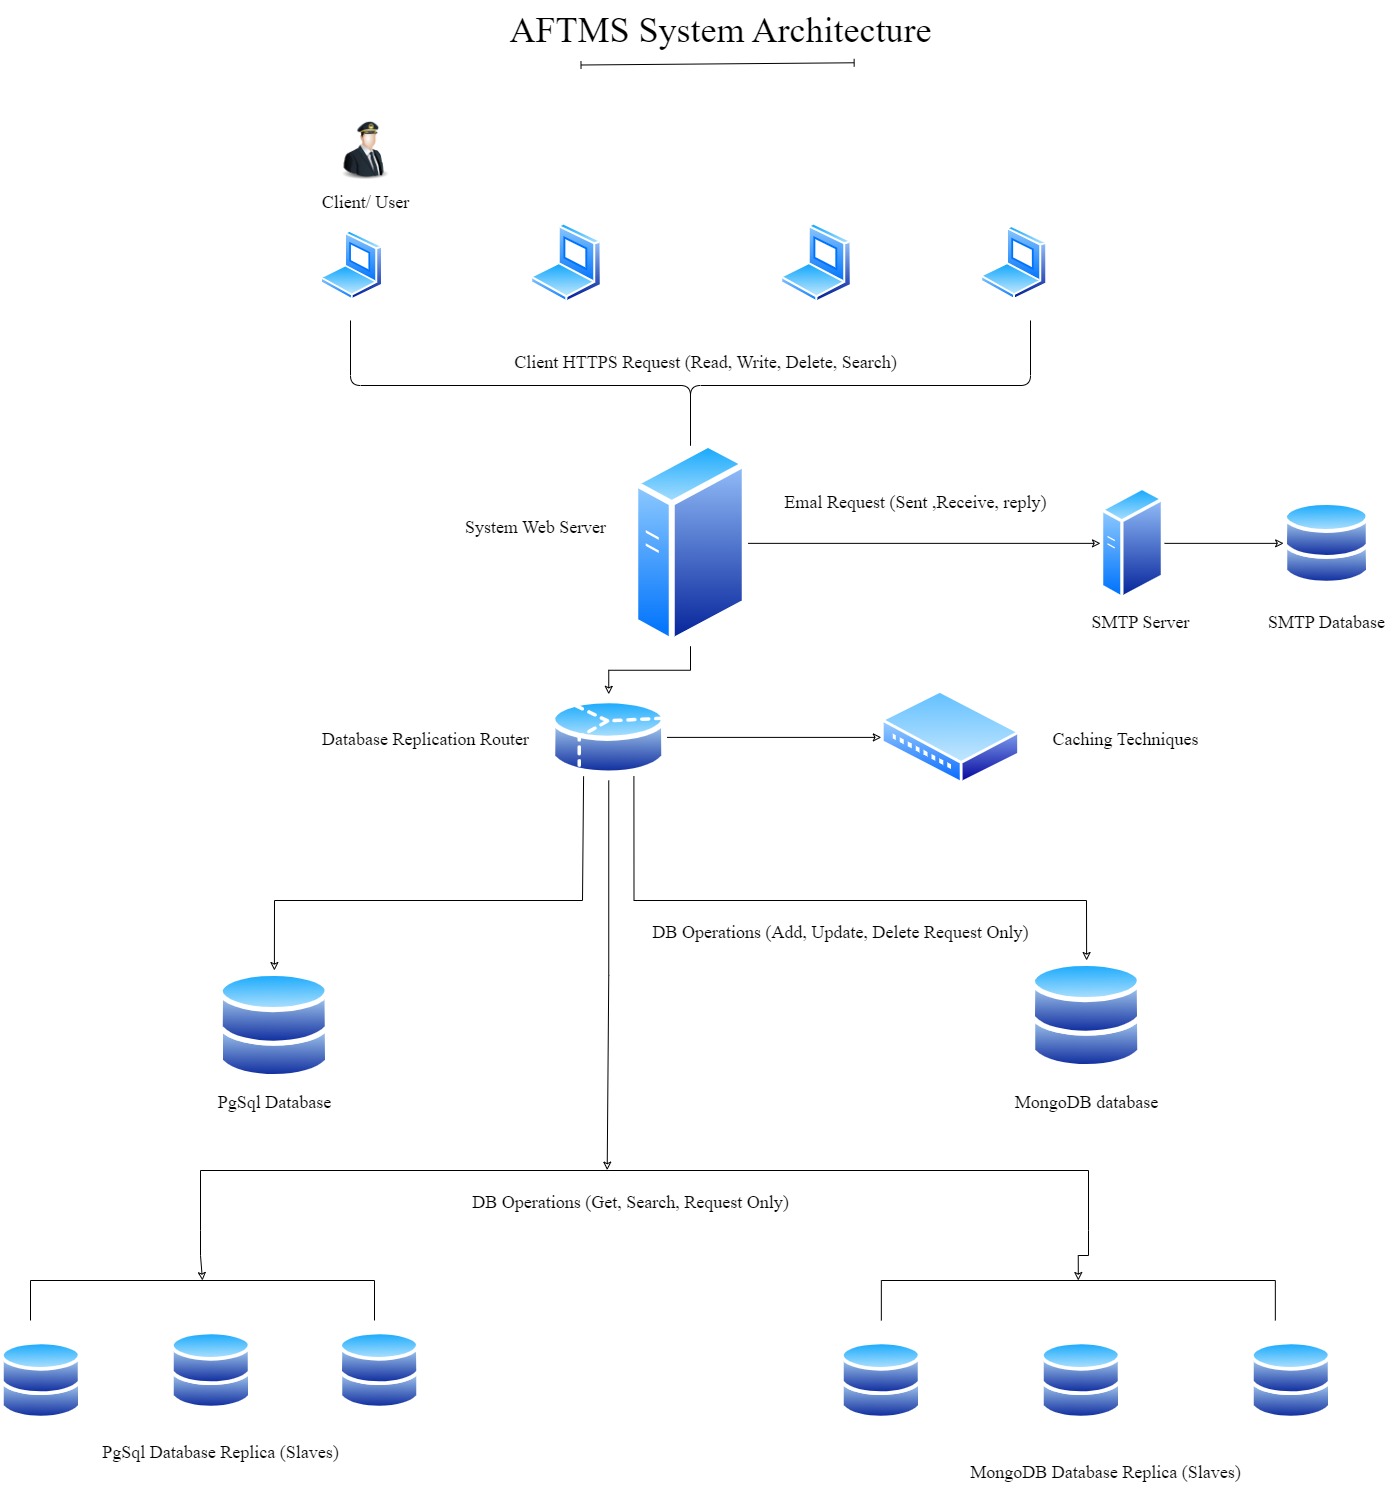 AFTMS System Architecture
Client/ User
Client HTTPS Request (Read, Write, Delete, Search)
System Web Server
Emal Request (Sent ,Receive, reply)
SMTP Server
SMTP Database
Database Replication Router
Caching Techniques
DB Operations (Add, Update, Delete Request Only)
PgSql Database
MongoDB database
DB Operations (Get, Search, Request Only)
PgSql Database Replica (Slaves)
MongoDB Database Replica (Slaves)